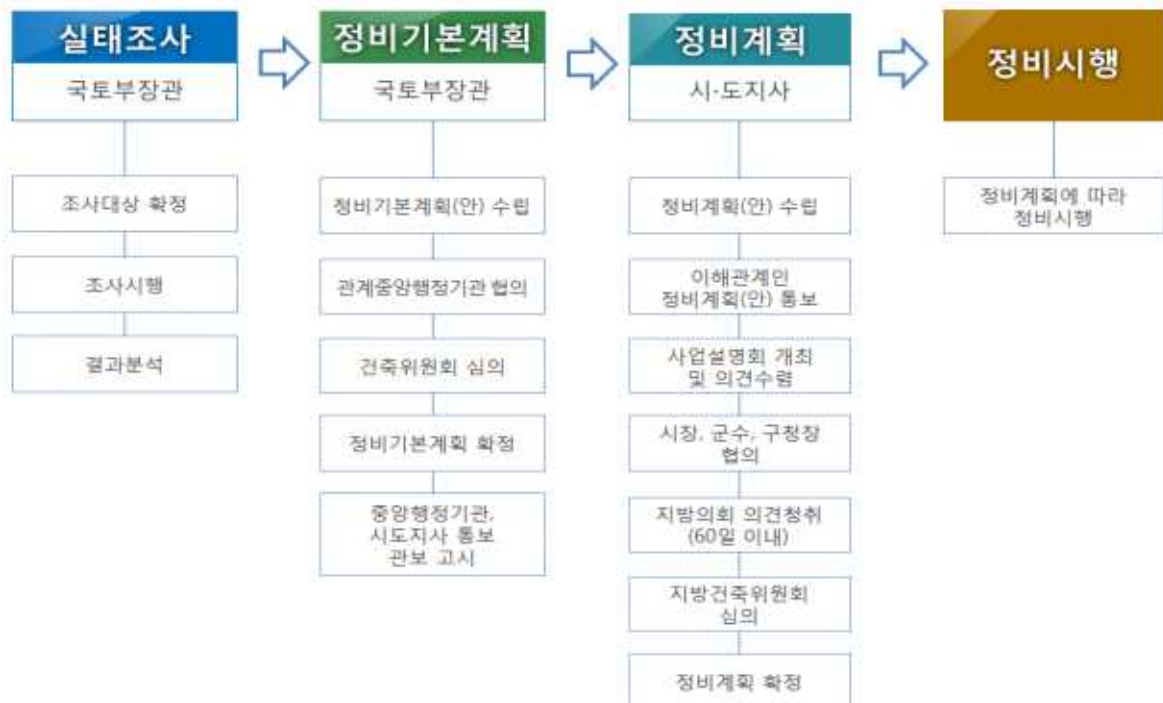 실태조사
국토부장관
조사대상 확정
조사시행
결과분석
정비기본계획
국토부장관
정비기본계획(안) 수립
관계중앙행정기관 협의
건축위원회 심의
정비기본계획 확정
중앙행정기관,
시도지사 통보
관보 고시
정비계획
시·도지사
정비계획(안) 수립
이해관계인
정비계획(안) 통보
사업설명회 개최
및 의견수렴
시장, 군수, 구청장
협의
지방의회 의견청취
(60일 이내)
지방건축위원회
심의
정비계획 확정
정비시행
정비계획에 따라
정비시행